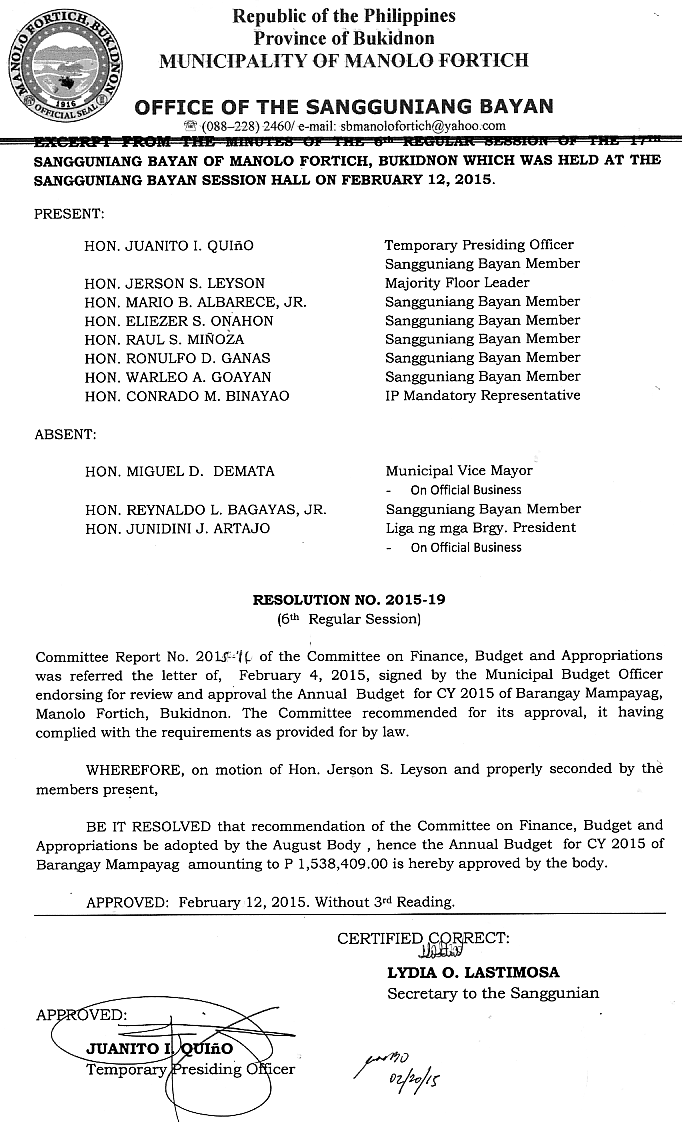 MANOLO FORTICH, BUKIDNON
1916
OFFICIAL SEAL
Republic of the Philippines
Province of Bukidnon
MUNICIPALITY OF MANOLO FORTICH
OFFICE OF THE SANGGUNIANG BAYAN
☏ (088–228) 2460/ e-mail: sbmanolofortich@yahoo.com
EXCERPT FROM THE MINUTES OF THE 6th REGULAR SESSION OF THE 17TH
SANGGUNIANG BAYAN OF MANOLO FORTICH, BUKIDNON WHICH WAS HELD AT THE
SANGGUNIANG BAYAN SESSION HALL ON FEBRUARY 12, 2015.
PRESENT:
HON. JUANITO I. QUIñO Temporary Presiding Officer
Sangguniang Bayan Member
HON. JERSON S. LEYSON Majority Floor Leader
HON. MARIO B. ALBARECE, JR. Sangguniang Bayan Member
HON. ELIEZER S. ONAHON Sangguniang Bayan Member
HON. RAUL S. MIÑOZA Sangguniang Bayan Member
HON. RONULFO D. GANAS Sangguniang Bayan Member
HON. WARLEO A. GOAYAN Sangguniang Bayan Member
HON. CONRADO M. BINAYAO IP Mandatory Representative
ABSENT:
HON. MIGUEL D. DEMATA Municipal Vice Mayor
- On Official Business
HON. REYNALDO L. BAGAYAS, JR. Sangguniang Bayan Member
HON. JUNIDINI J. ARTAJO Liga ng mga Brgy. President
- On Official Business
RESOLUTION NO. 2015-19
(6th Regular Session)
Committee Report No. of the Committee on Finance, Budget and Appropriations
was referred the letter of, February 4, 2015, signed by the Municipal Budget Officer
endorsing for review and approval the Annual Budget for CY 2015 of Barangay Mampayag,
Manolo Fortich, Bukidnon. The Committee recommended for its approval, it having
complied with the requirements as provided for by law.
WHEREFORE, on motion of Hon. Jerson S. Leyson and properly seconded by the
members present,
BE IT RESOLVED that recommendation of the Committee on Finance, Budget and
Appropriations be adopted by the August Body , hence the Annual Budget for CY 2015 of
Barangay Mampayag amounting to P 1,538,409.00 is hereby approved by the body.
APPROVED: February 12, 2015. Without 3rd Reading.
CERTIFIED CORRECT:
LYDIA O. LASTIMOSA
Secretary to the Sanggunian
APPROVED:
JUANITO I. QUIñO
Temporary Presiding Officer
02/20/15